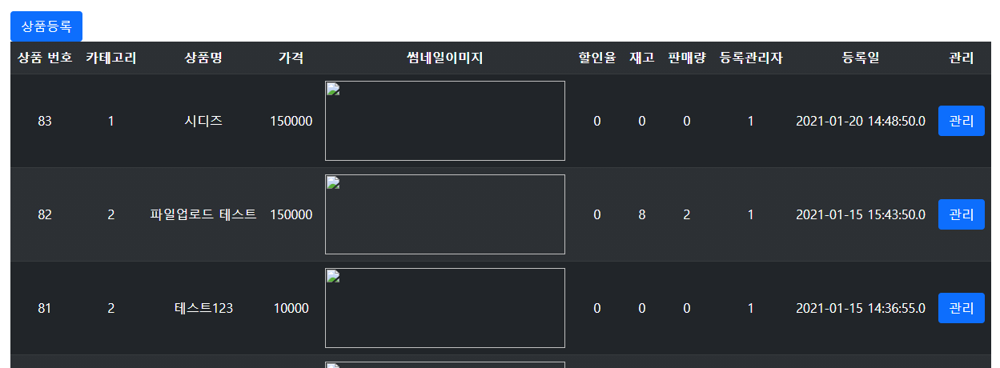 상품등록
상품 번호 카테고리 상품명 가격 썸네일이미지 할인율 재고 판매량 등록관리자 등록일 관리
83 1 시디즈 150000 0 0 0 1 2021-01-20 14:48:50.0 관리
82 2 파일업로드 테스트 150000 0 8 2 1 2021-01-15 15:43:50.0 관리
81 2 테스트123 10000 0 0 0 1 2021-01-15 14:36:55.0 관리